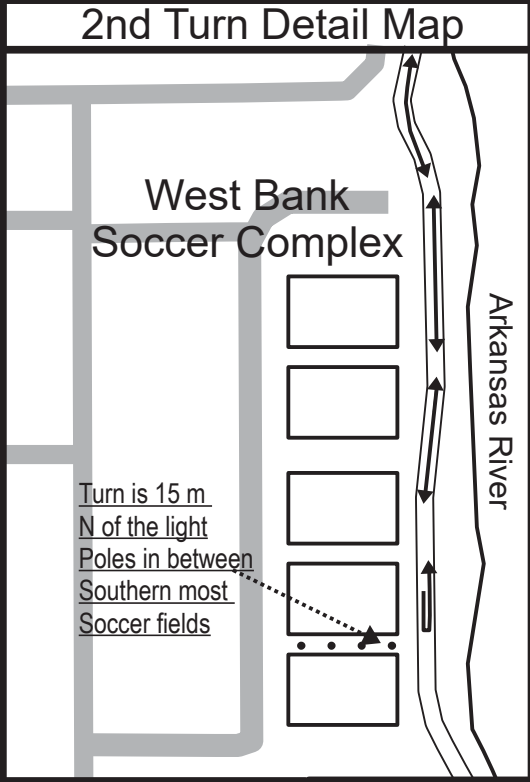 2nd Turn Detail Map
West Bank
Soccer Complex
Arkansas River
Turn is 15 m
N of the light
Poles in between
Southern most
Soccer fields